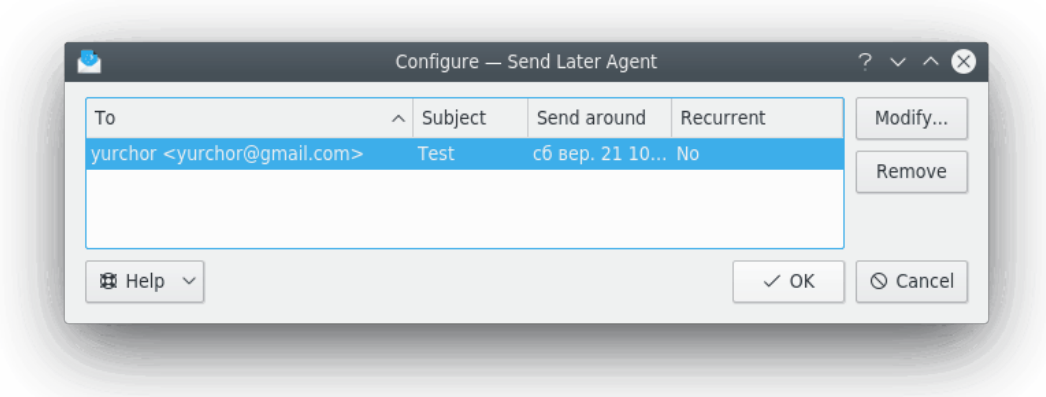 Configure — Send Later Agent
To Subject Send around Recurrent
yurchor <yurchor@gmail.com> Test сб вер. 21 10... No
Modify...
Remove
Help
OK
Cancel